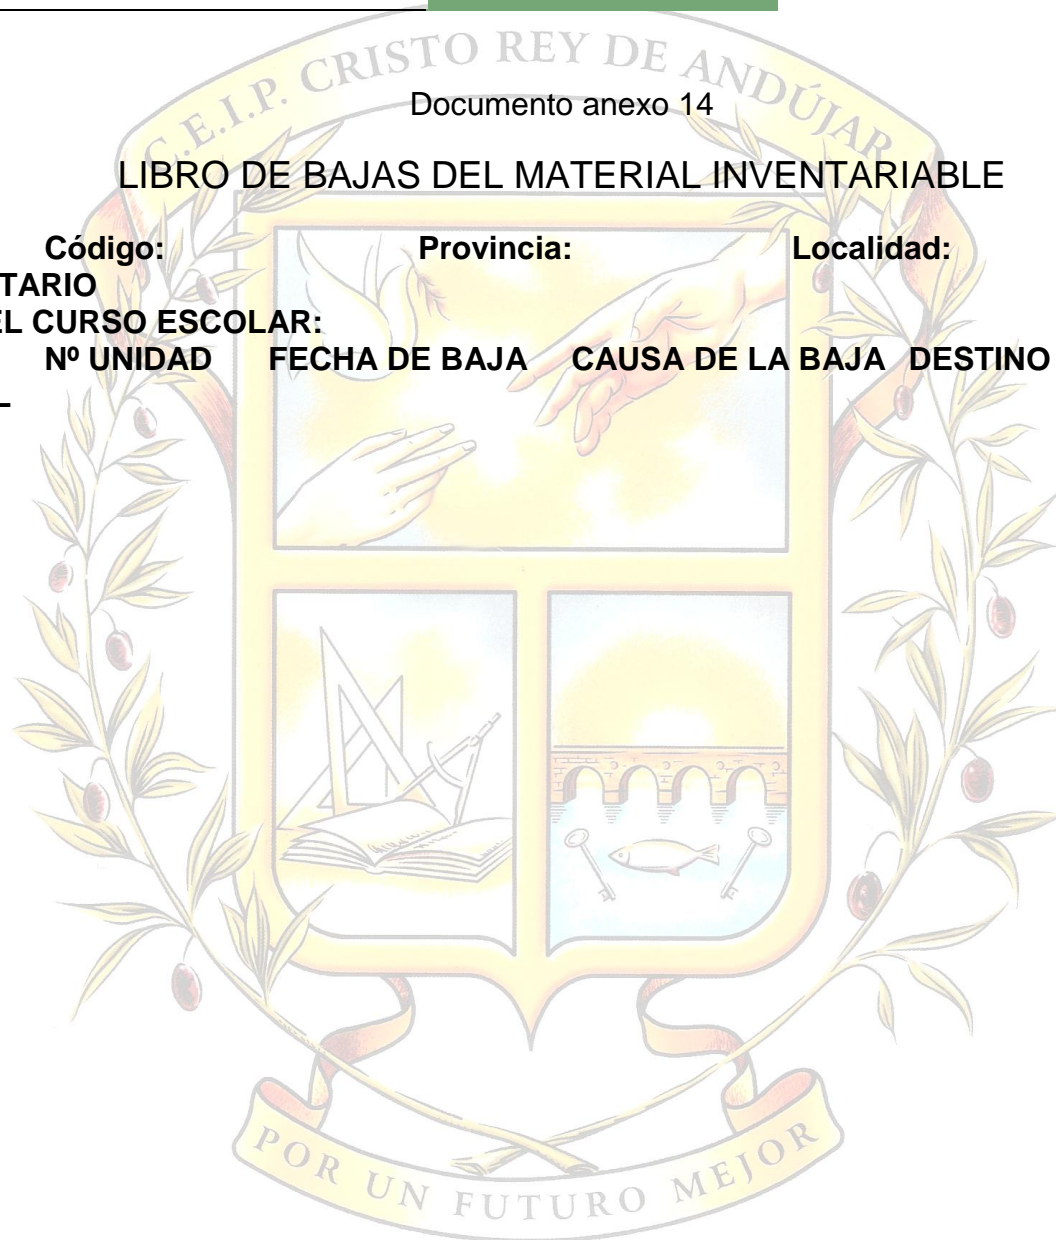 C.E.I.P. CRISTO REY DE ANDÚJAR
Documento anexo 14
LIBRO DE BAJAS DEL MATERIAL INVENTARIABLE
Código: Provincia: Localidad:
TARIO
EL CURSO ESCOLAR:
Nº UNIDAD FECHA DE BAJA CAUSA DE LA BAJA DESTINO
L
POR UN FUTURO MEJOR